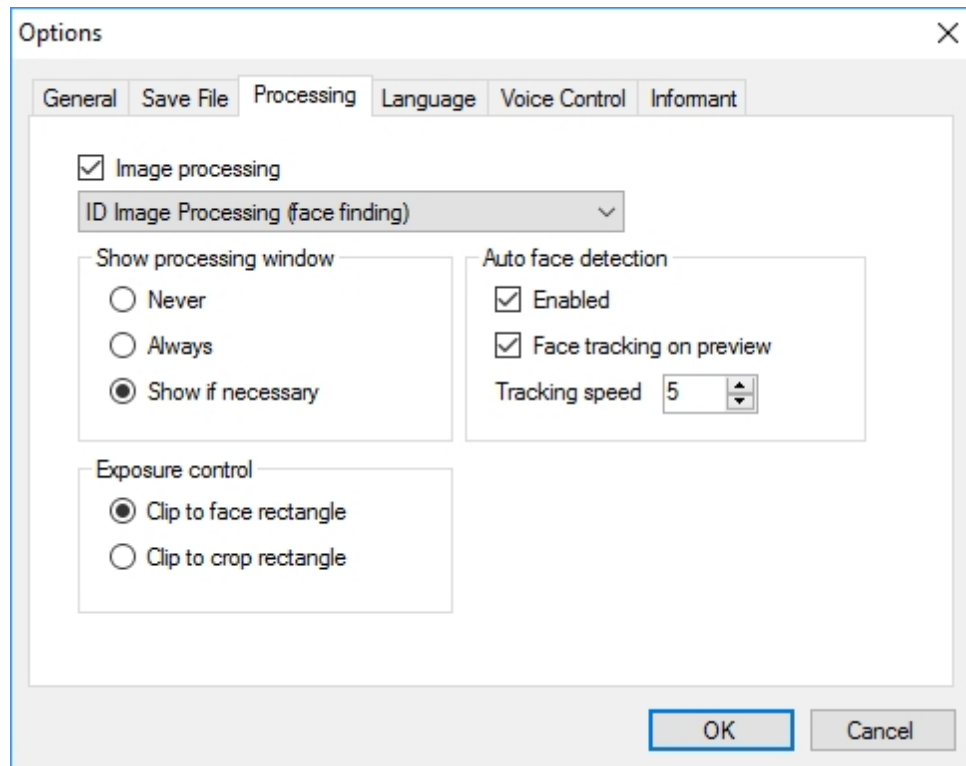 Options
General Save File Processing Language Voice Control Informant
Image processing
ID Image Processing (face finding)
Show processing window
Never
Always
Show if necessary
Auto face detection
Enabled
Face tracking on preview
Tracking speed 5
Exposure control
Clip to face rectangle
Clip to crop rectangle
OK Cancel